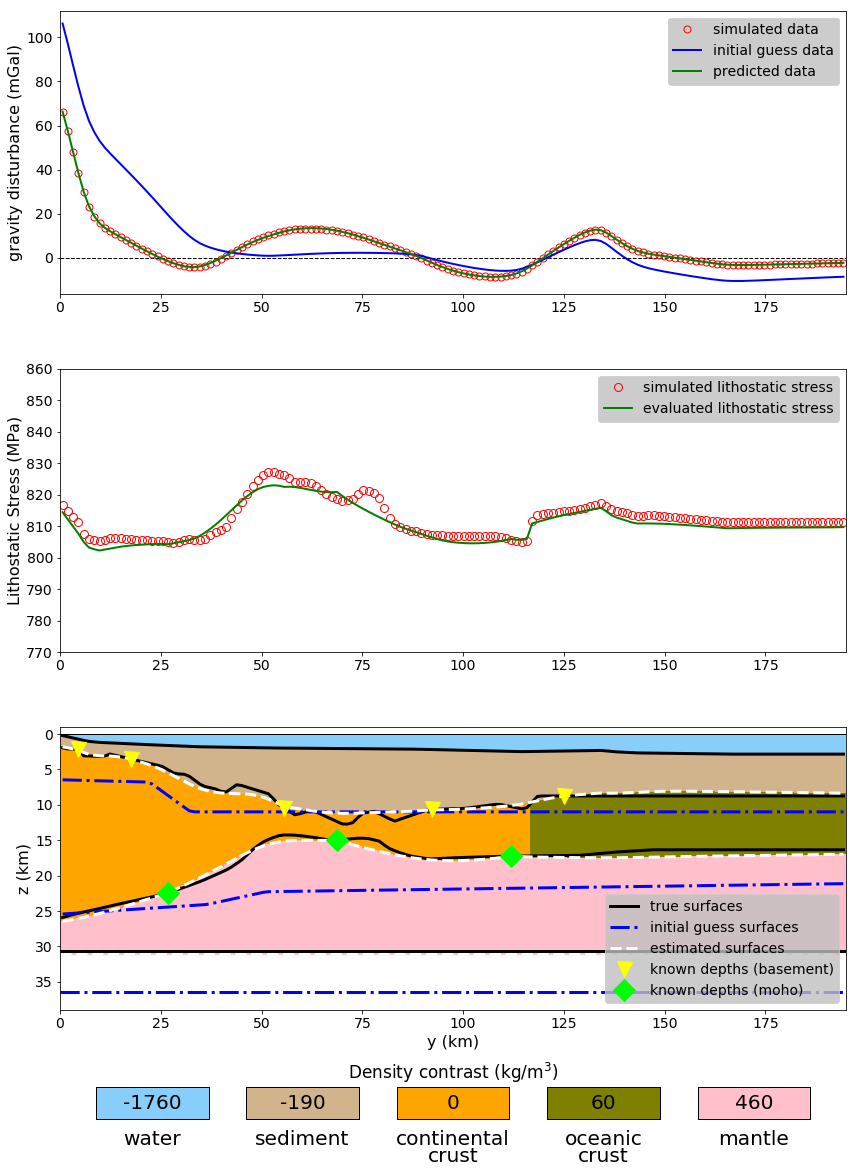 gravity disturbance (mGal)
100
80
60
40
20
0
simulated data
initial guess data
predicted data
0 25 50 75 100 125 150 175
Lithostatic Stress (MPa)
860
850
840
830
820
810
800
790
780
770
simulated lithostatic stress
evaluated lithostatic stress
0 25 50 75 100 125 150 175
z (km)
0
5
10
15
20
25
30
35
true surfaces
initial guess surfaces
estimated surfaces
known depths (basement)
known depths (moho)
0 25 50 75 100 125 150 175
y (km)
Density contrast (kg/m³)
-1760 -190 0 60 460
water sediment continental oceanic mantle
crust crust